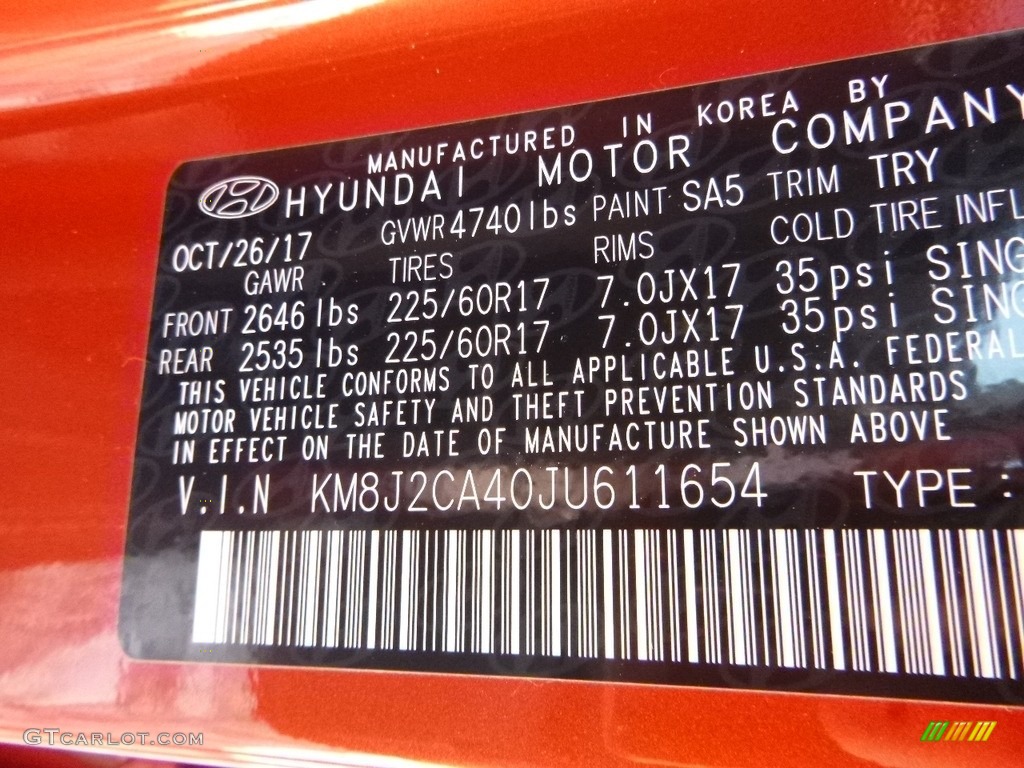 MANUFACTURED IN KOREA BY
HYUNDAI MOTOR COMPANY
OCT/26/17 GVWR 4740lbs PAINT SA5 TRIM TRY
GAWR TIRES RIMS COLD TIRE INFL
FRONT 2646 lbs 225/60R17 7.0JX17 35psi SING
REAR 2535 lbs 225/60R17 7.0JX17 35psi SING
THIS VEHICLE CONFORMS TO ALL APPLICABLE U.S.A. FEDERAL
MOTOR VEHICLE SAFETY AND THEFT PREVENTION STANDARDS
IN EFFECT ON THE DATE OF MANUFACTURE SHOWN ABOVE
V.I.N KM8J2CA40JU611654 TYPE :
GTcarlot.com